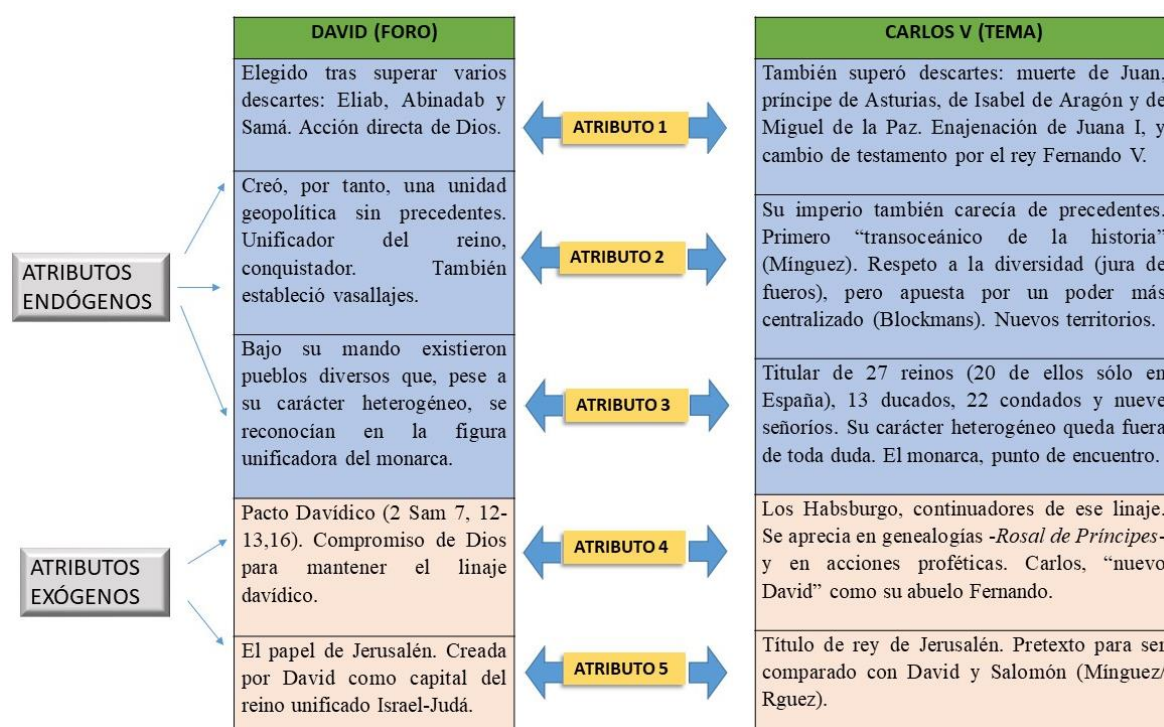 DAVID (FORO)
Elegido tras superar varios
descartes: Eliab, Abinadab y
Samá. Acción directa de Dios.
ATRIBUTO 1
CARLOS V (TEMA)
También superó descartes: muerte de Juan,
príncipe de Asturias, de Isabel de Aragón y de
Miguel de la Paz. Enajenación de Juana I, y
cambio de testamento por el rey Fernando V.
ATRIBUTOS
ENDÓGENOS
Creó, por tanto, una unidad
geopolítica sin precedentes.
Unificador del reino,
conquistador. También
estableció vasallajes.
ATRIBUTO 2
Su imperio también carecía de precedentes.
Primero “transoceánico de la historia”
(Mínguez). Respeto a la diversidad (jura de
fueros), pero apuesta por un poder más
centralizado (Blockmans). Nuevos territorios.
Bajo su mando existieron
pueblos diversos que, pese a
su carácter heterogéneo, se
reconocían en la figura
unificadora del monarca.
ATRIBUTO 3
Titular de 27 reinos (20 de ellos sólo en
España), 13 ducados, 22 condados y nueve
señoríos. Su carácter heterogéneo queda fuera
de toda duda. El monarca, punto de encuentro.
ATRIBUTOS
EXÓGENOS
Pacto Davídico (2 Sam 7, 12-
13,16). Compromiso de Dios
para mantener el linaje
davídico.
ATRIBUTO 4
Los Habsburgo, continuadores de ese linaje.
Se aprecia en genealogías -Rosal de Príncipes-
y en acciones proféticas. Carlos, “nuevo
David” como su abuelo Fernando.
El papel de Jerusalén. Creada
por David como capital del
reino unificado Israel-Judá.
ATRIBUTO 5
Título de rey de Jerusalén. Pretexto para ser
comparado con David y Salomón (Mínguez/
Rguez).